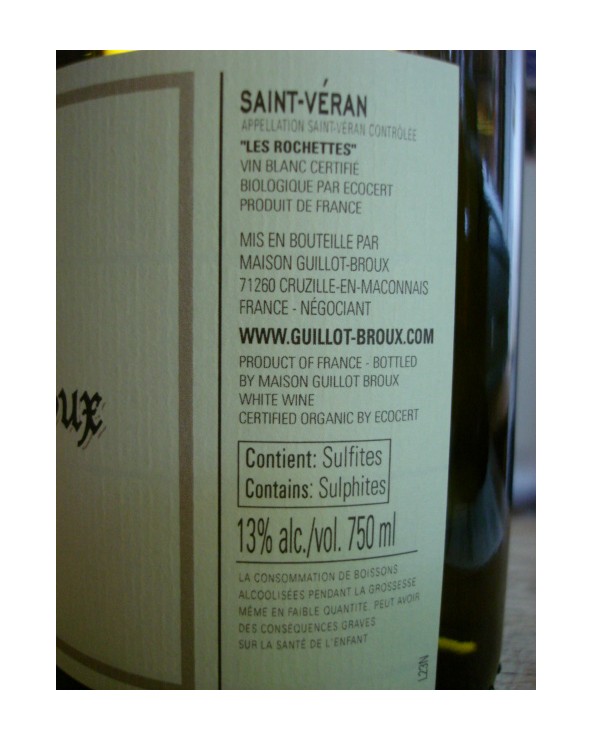 oux
SAINT-VÉRAN
APPELLATION SAINT-VERAN CONTRÔLÉE
"LES ROCHETTES"
VIN BLANC CERTIFIÉ
BIOLOGIQUE PAR ECOCERT
PRODUIT DE FRANCE
MIS EN BOUTEILLE PAR
MAISON GUILLOT-BROUX
71260 CRUZILLE-EN-MACONNAIS
FRANCE - NÉGOCIANT
WWW.GUILLOT-BROUX.COM
PRODUCT OF FRANCE - BOTTLED
BY MAISON GUILLOT BROUX
WHITE WINE
CERTIFIED ORGANIC BY ECOCERT
Contient: Sulfites
Contains: Sulphites
13% alc./vol. 750 ml
LA CONSOMMATION DE BOISSONS
ALCOOLISÉES PENDANT LA GROSSESSE
MÊME EN FAIBLE QUANTITÉ, PEUT AVOIR
DES CONSÉQUENCES GRAVES
SUR LA SANTÉ DE L'ENFANT
L23N